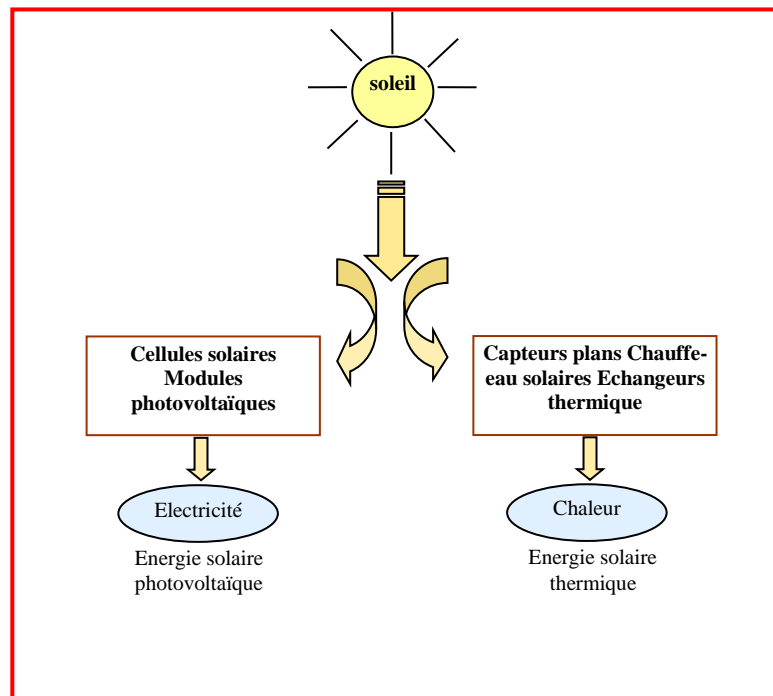 soleil
Cellules solaires
Modules
photovoltaïques
Capteurs plans Chauffe-
eau solaires Echangeurs
thermique
Electricité
Chaleur
Energie solaire
photovoltaïque
Energie solaire
thermique